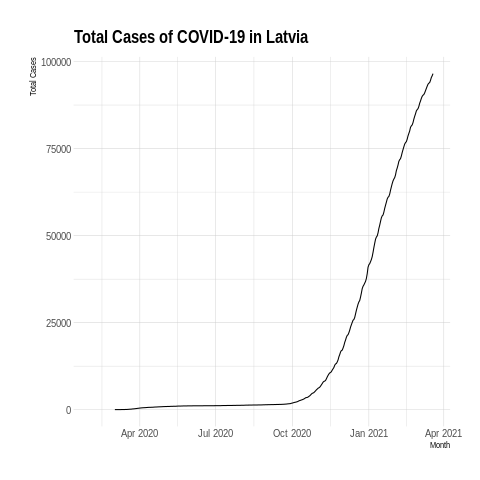 Total Cases of COVID-19 in Latvia
Total Cases
100000
75000
50000
25000
0
Apr 2020 Jul 2020 Oct 2020 Jan 2021 Apr 2021
Month